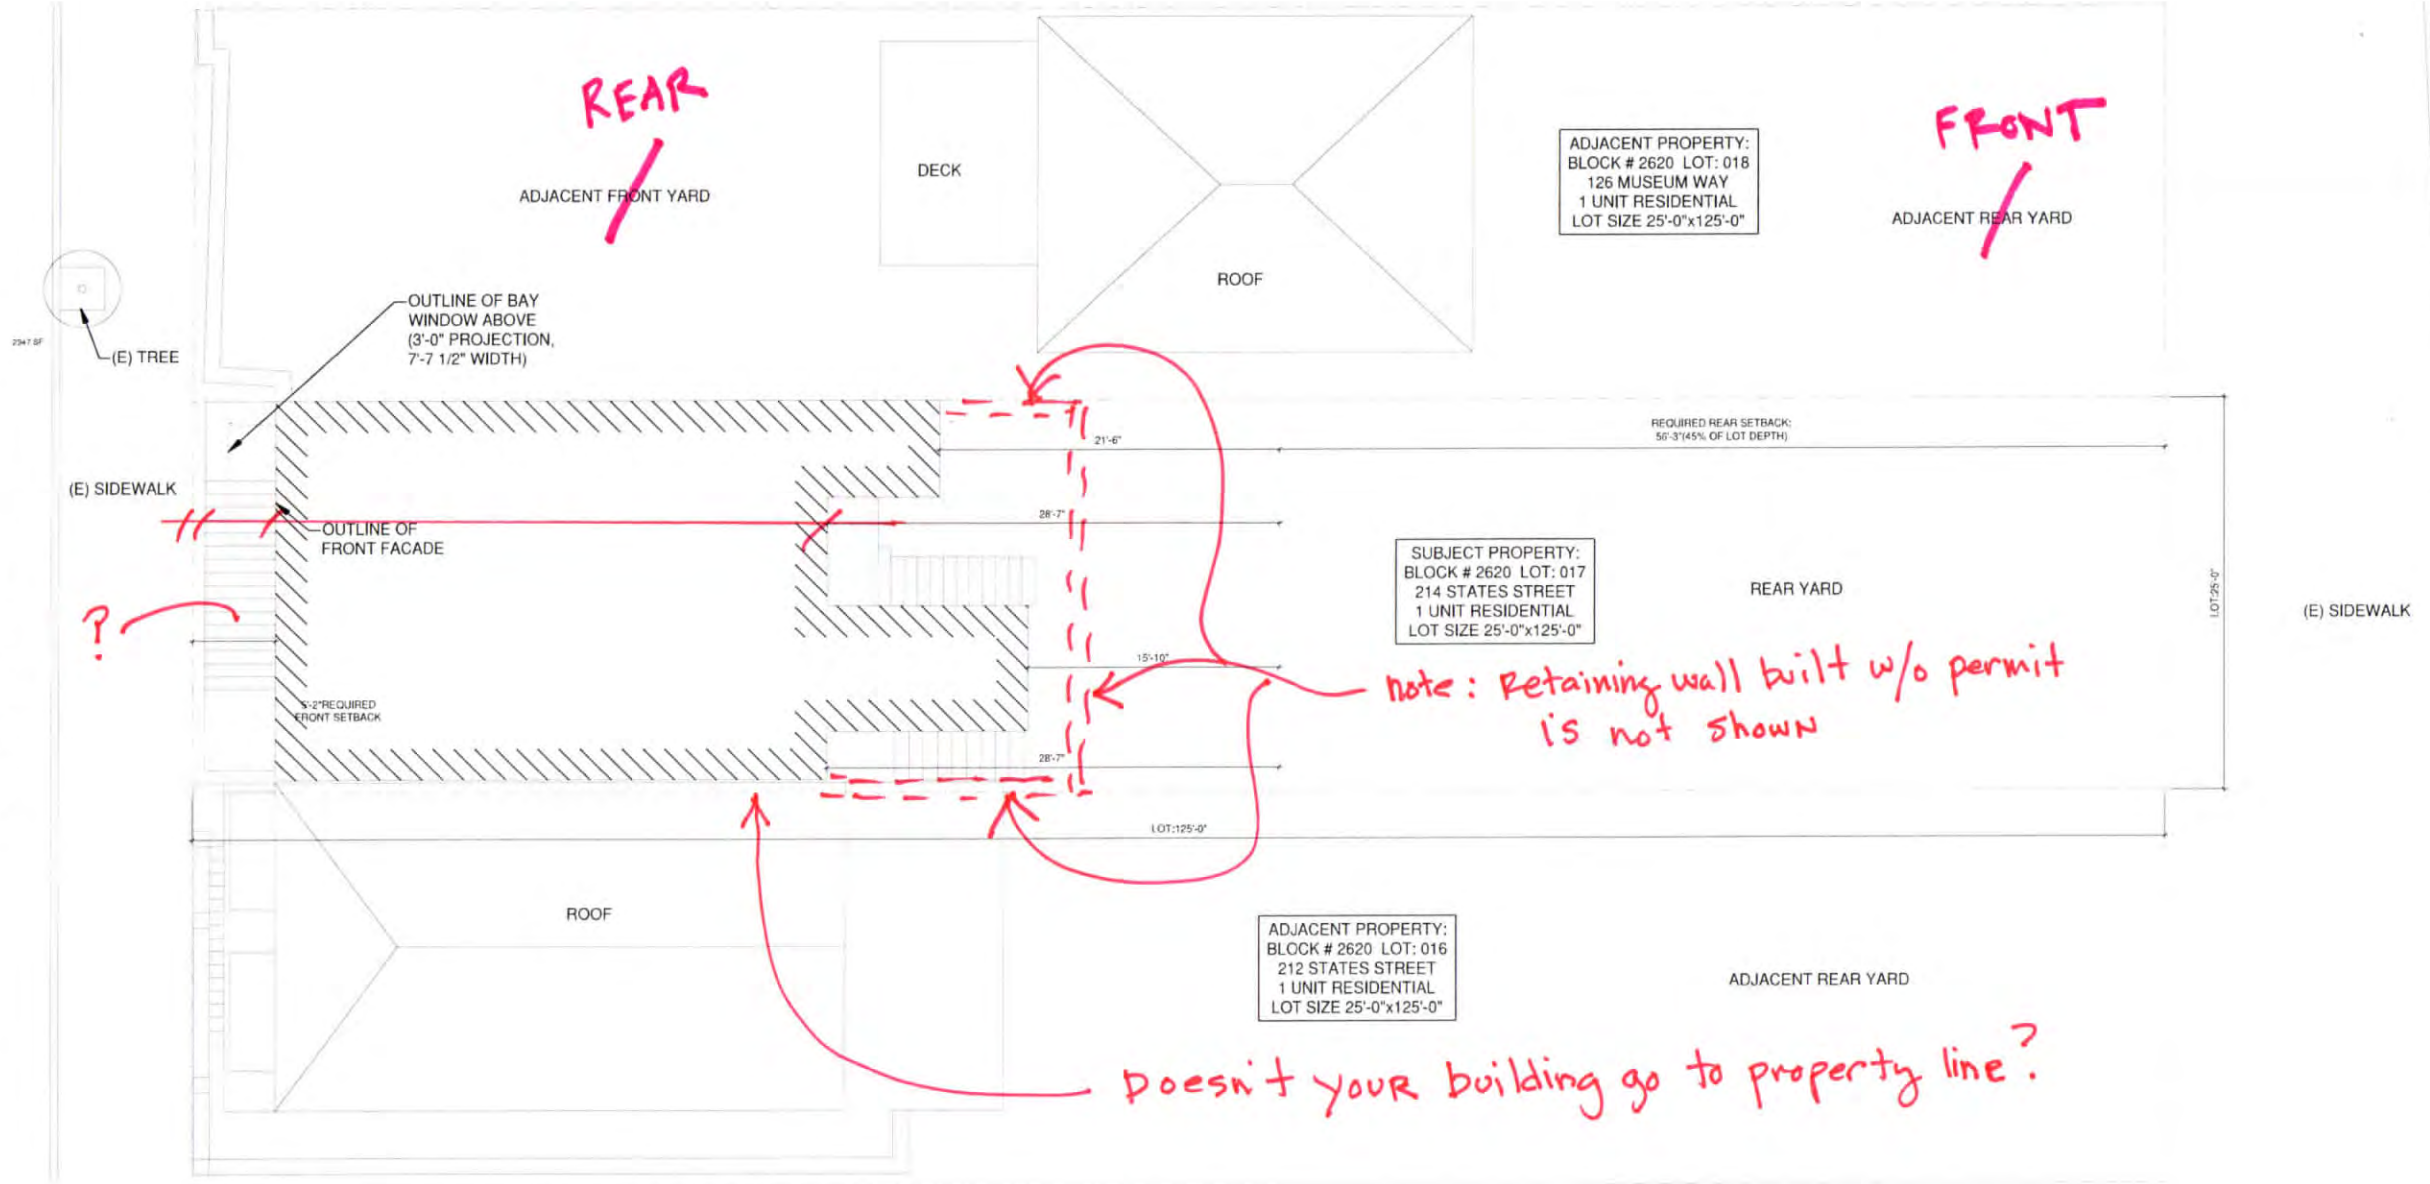 REAR
FRONT
ADJACENT FRONT YARD
DECK
ADJACENT PROPERTY:
BLOCK # 2620 LOT: 018
126 MUSEUM WAY
1 UNIT RESIDENTIAL
LOT SIZE 25'-0"x125'-0"
ADJACENT REAR YARD
ROOF
OUTLINE OF BAY
WINDOW ABOVE
(3'-0" PROJECTION,
7'-7 1/2" WIDTH)
2347 SF
(E) TREE
REQUIRED REAR SETBACK:
56'-3"(45% OF LOT DEPTH)
21'-6"
(E) SIDEWALK
OUTLINE OF
FRONT FACADE
28'-7"
SUBJECT PROPERTY:
BLOCK # 2620 LOT: 017
214 STATES STREET
1 UNIT RESIDENTIAL
LOT SIZE 25'-0"x125'-0"
REAR YARD
LOT:25'-0"
(E) SIDEWALK
?
15'-10"
note: Retaining wall built w/o permit
is not shown
5'-2"REQUIRED
FRONT SETBACK
28'-7"
LOT:125'-0"
ROOF
ADJACENT PROPERTY:
BLOCK # 2620 LOT: 016
212 STATES STREET
1 UNIT RESIDENTIAL
LOT SIZE 25'-0"x125'-0"
ADJACENT REAR YARD
Doesn't your building go to property line?